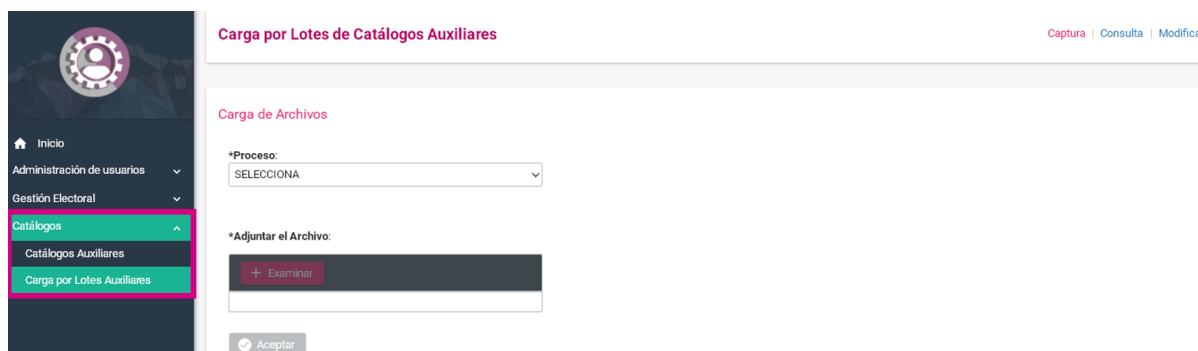 Carga por Lotes de Catálogos Auxiliares
Captura | Consulta | Modifica
Carga de Archivos
Inicio
Administración de usuarios
Gestión Electoral
Catálogos
Catálogos Auxiliares
Carga por Lotes Auxiliares
*Proceso:
SELECCIONA
*Adjuntar el Archivo:
+ Examinar
Aceptar